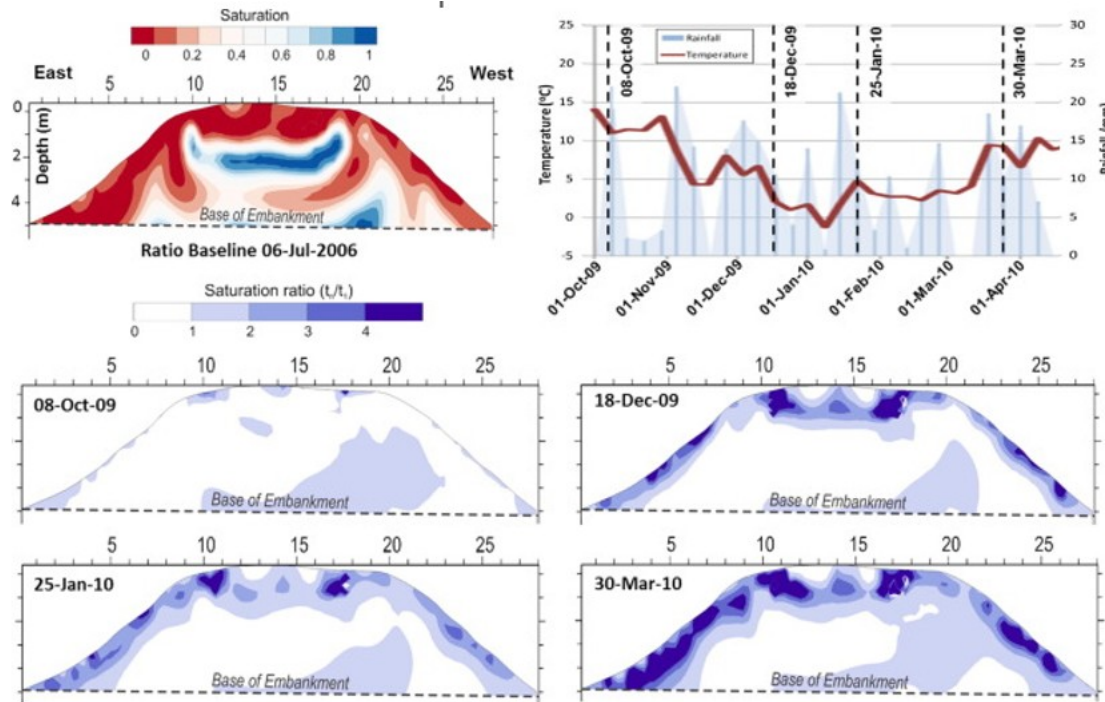 Saturation
0 0.2 0.4 0.6 0.8 1
East West
5 10 15 20 25
Depth (m)
0
2
4
Base of Embankment
Ratio Baseline 06-Jul-2006
Temperature [°C]
25
20
15
10
5
0
-5
Rainfall
Temperature
08-Oct-09
18-Dec-09
25-Jan-10
30-Mar-10
30
25
20
15
10
5
0
01-Oct-09 01-Nov-09 01-Dec-09 01-Jan-10 01-Feb-10 01-Mar-10 01-Apr-10
Saturation ratio
0 1 2 3 4
5 10 15 20 25
08-Oct-09
Base of Embankment
5 10 15 20 25
18-Dec-09
Base of Embankment
5 10 15 20 25
25-Jan-10
Base of Embankment
5 10 15 20 25
30-Mar-10
Base of Embankment